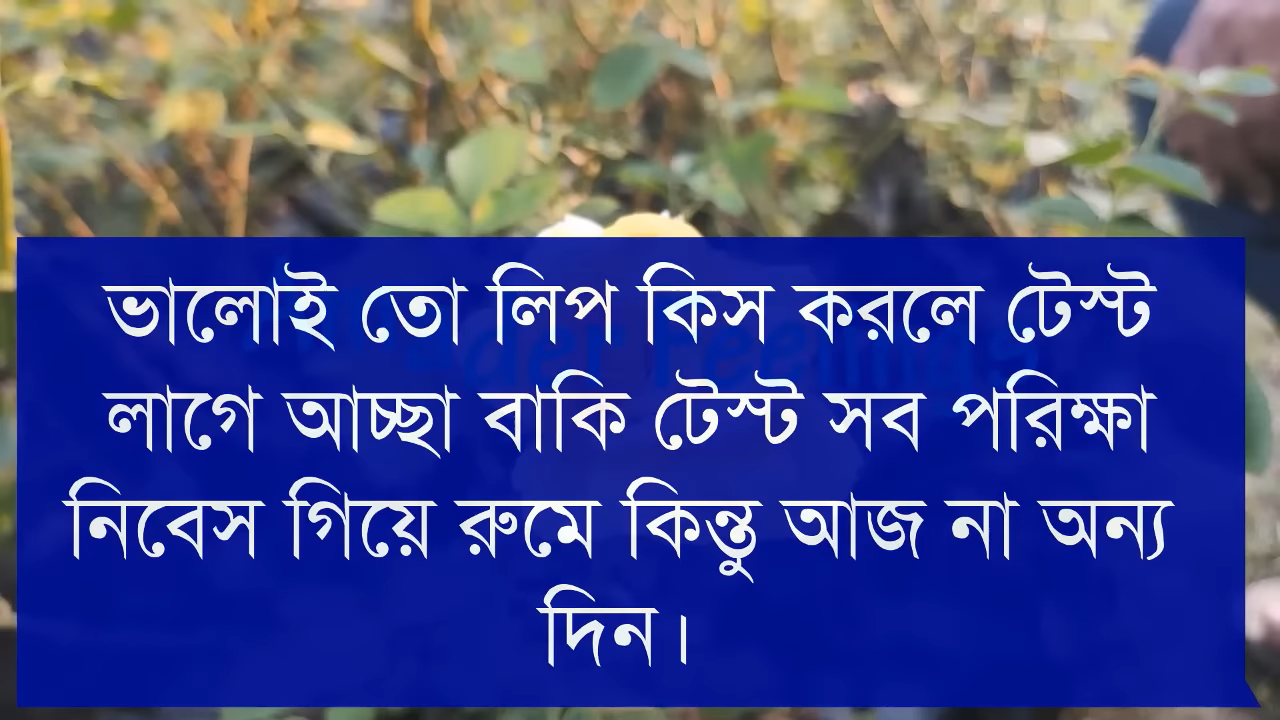 ভালোই তো লিপ কিস করলে টেস্ট
লাগে আচ্ছা বাকি টেস্ট সব পরিক্ষা
নিবেস গিয়ে রুমে কিন্তু আজ না অন্য
দিন।